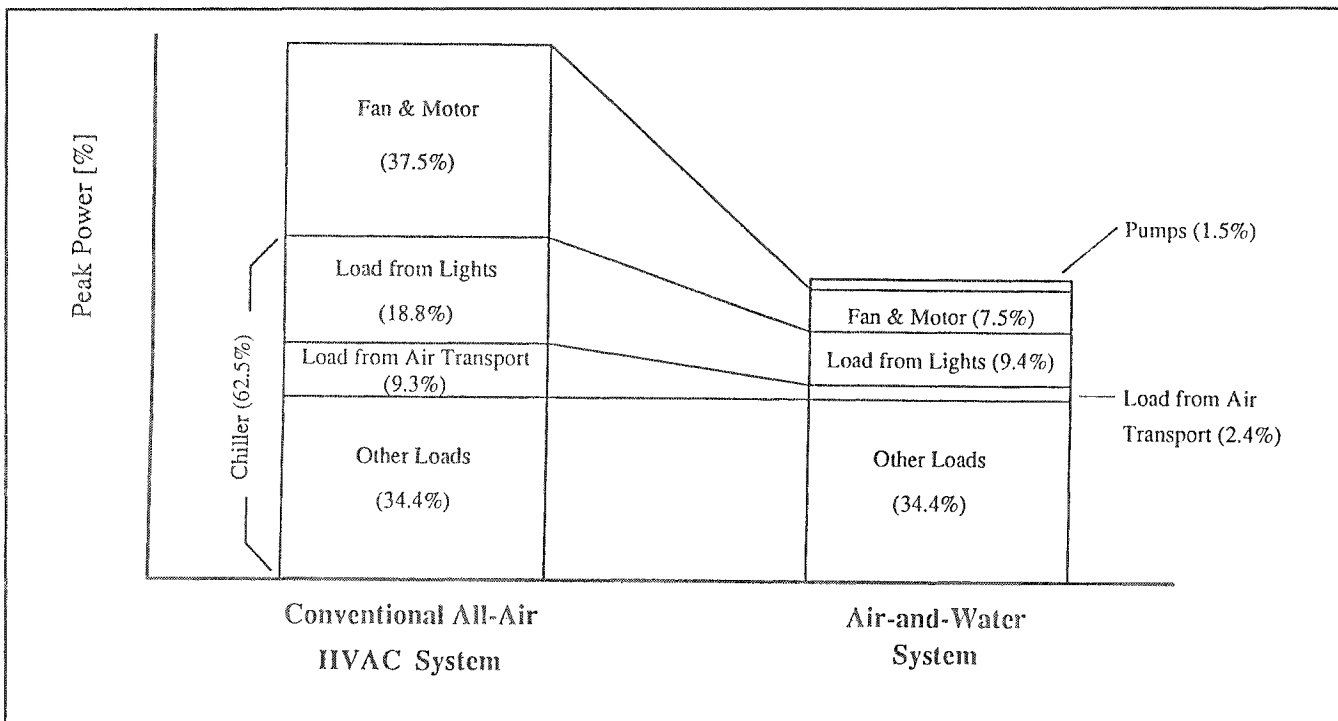 Peak Power [%]
Chiller (62.5%)
Fan & Motor
(37.5%)
Load from Lights
(18.8%)
Load from Air Transport
(9.3%)
Other Loads
(34.4%)
Conventional All-Air
HVAC System
Pumps (1.5%)
Fan & Motor (7.5%)
Load from Lights (9.4%)
Load from Air
Transport (2.4%)
Other Loads
(34.4%)
Air-and-Water
System